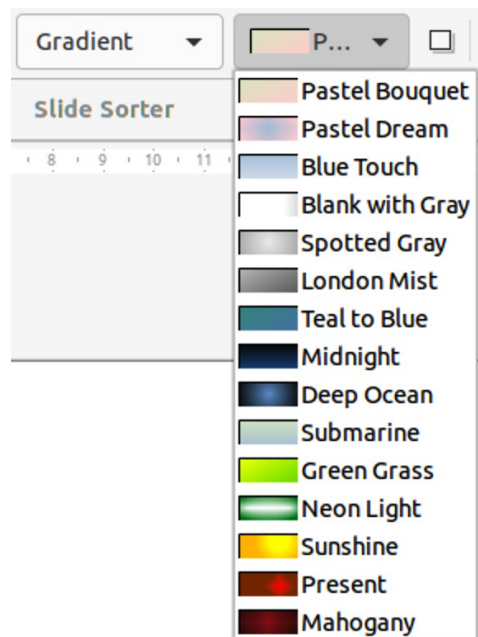 Gradient P...
Pastel Bouquet
Slide Sorter
Pastel Dream
8 9 10 11
Blue Touch
Blank with Gray
Spotted Gray
London Mist
Teal to Blue
Midnight
Deep Ocean
Submarine
Green Grass
Neon Light
Sunshine
Present
Mahogany